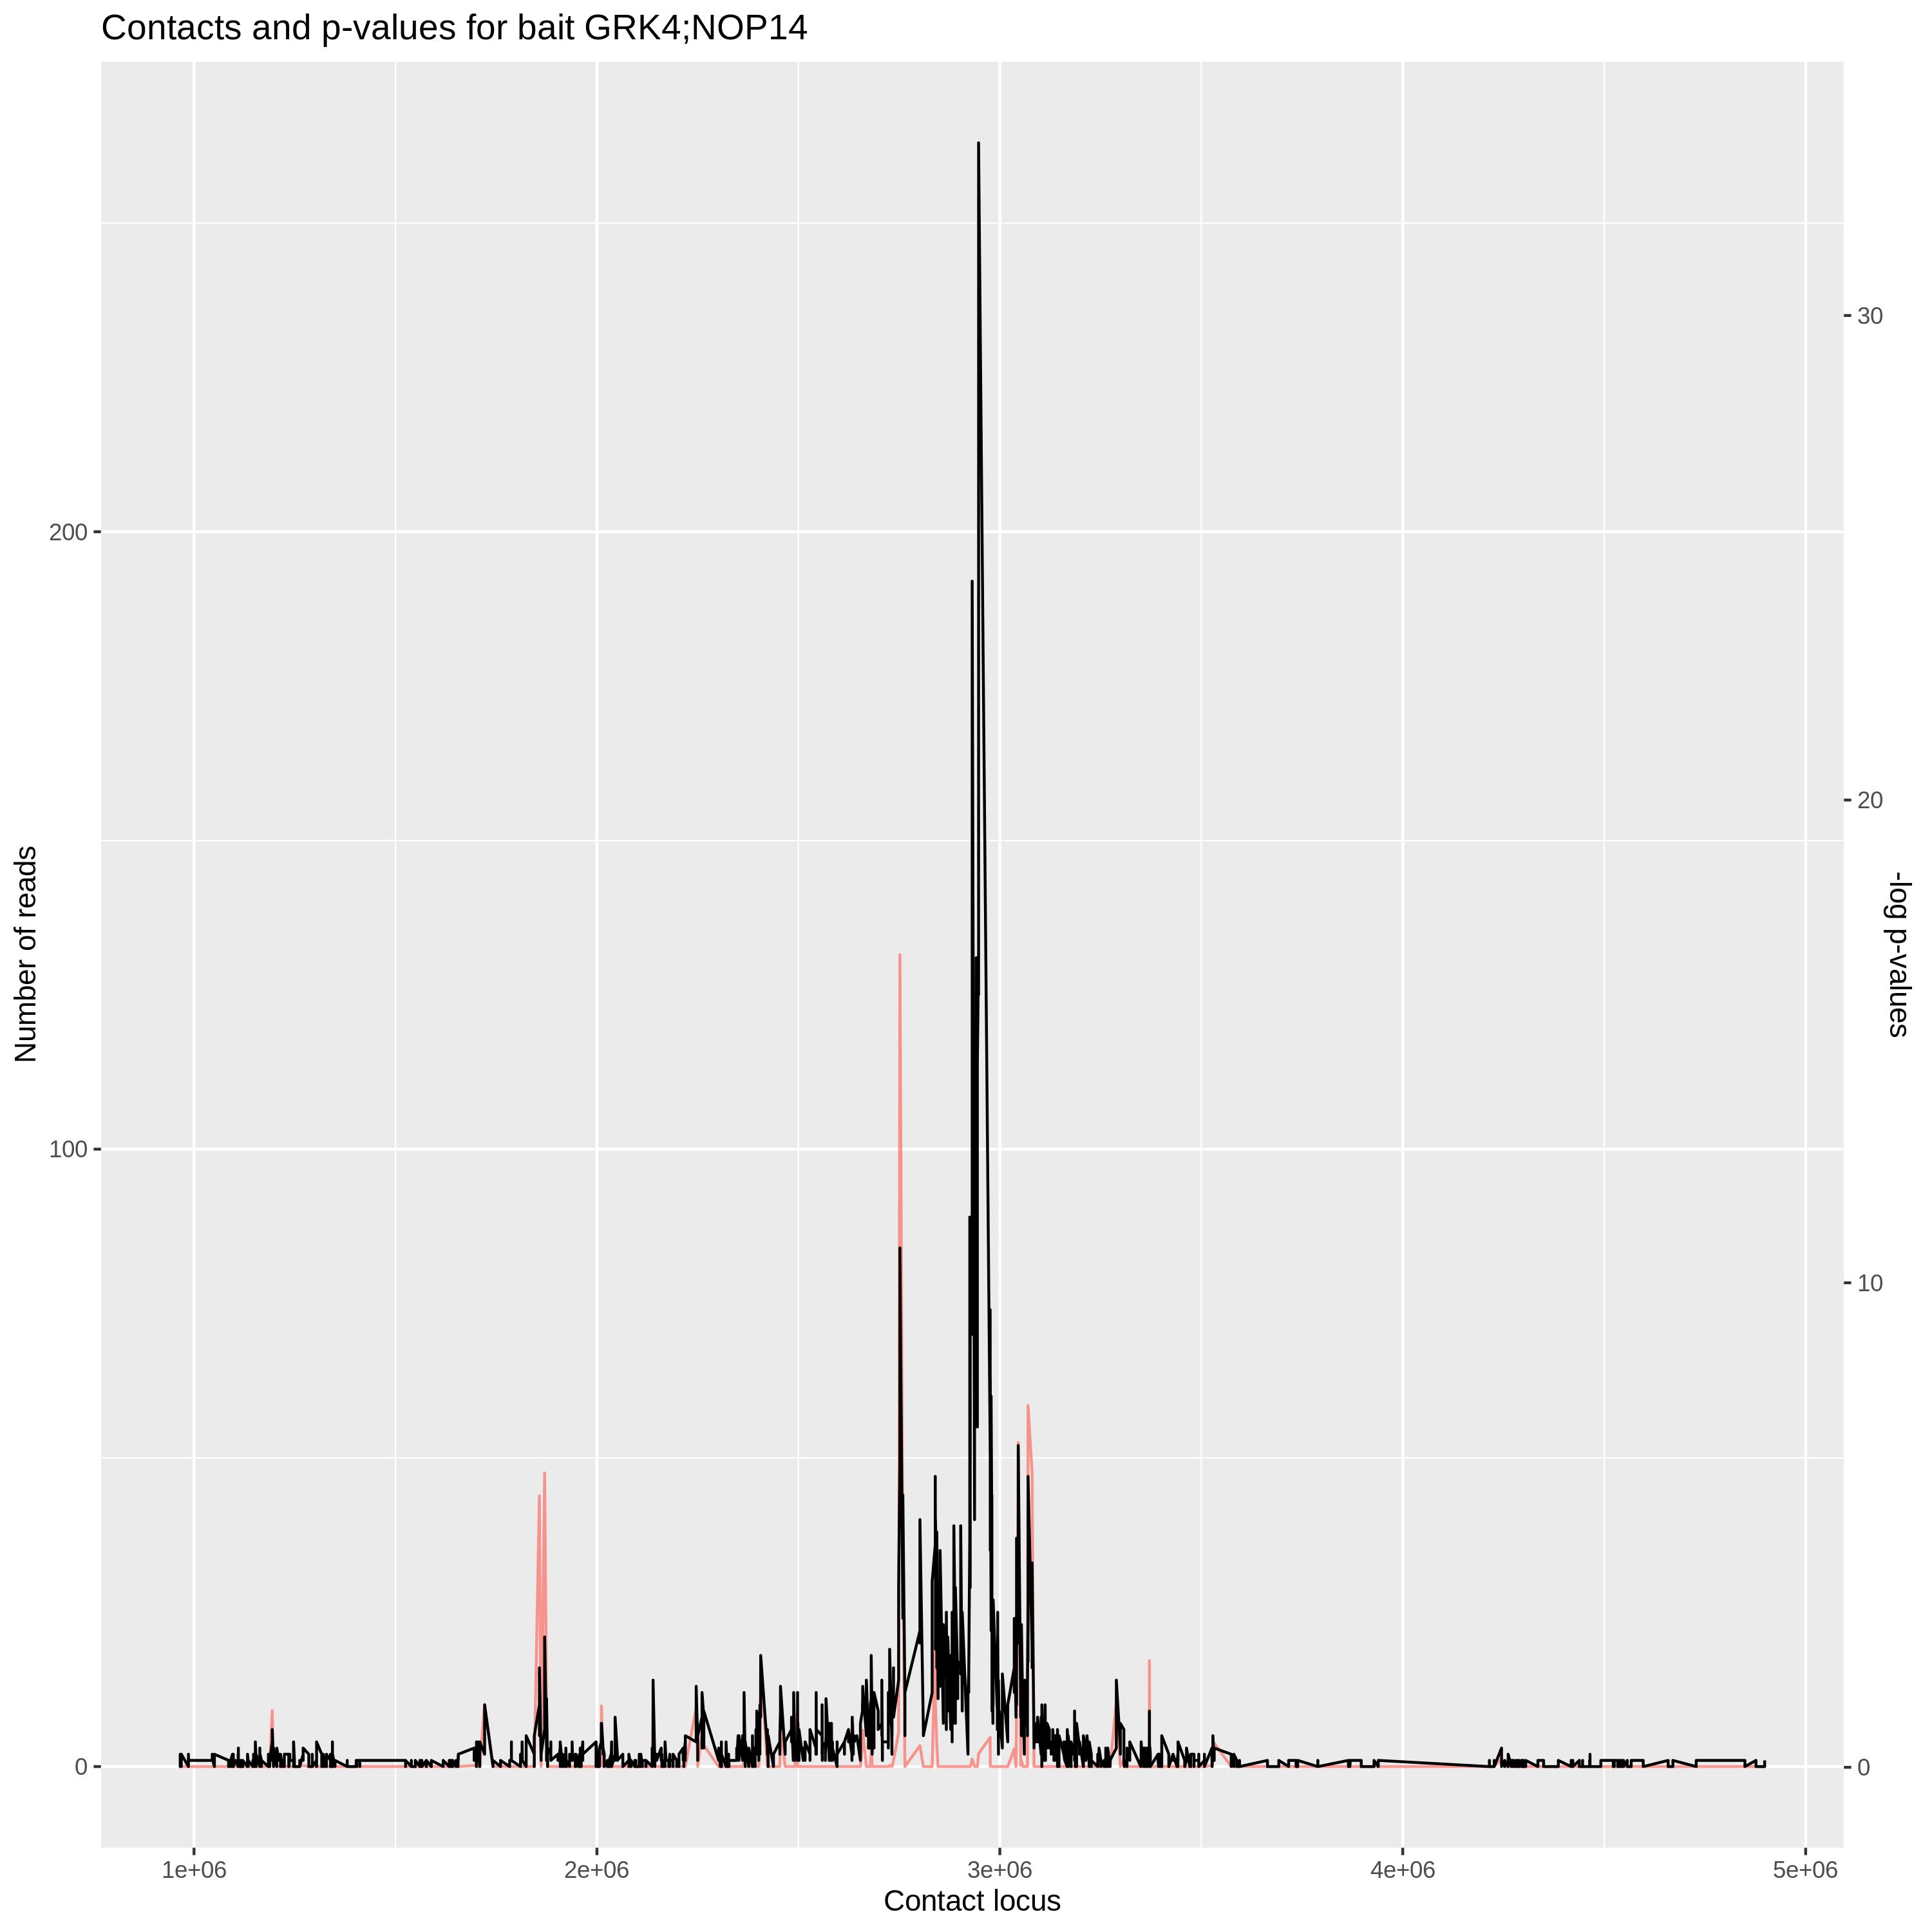 Contacts and p-values for bait GRK4;NOP14
Number of reads
200
100
0
30
20
10
0
-log p-values
1e+06
2e+06
3e+06
4e+06
5e+06
Contact locus